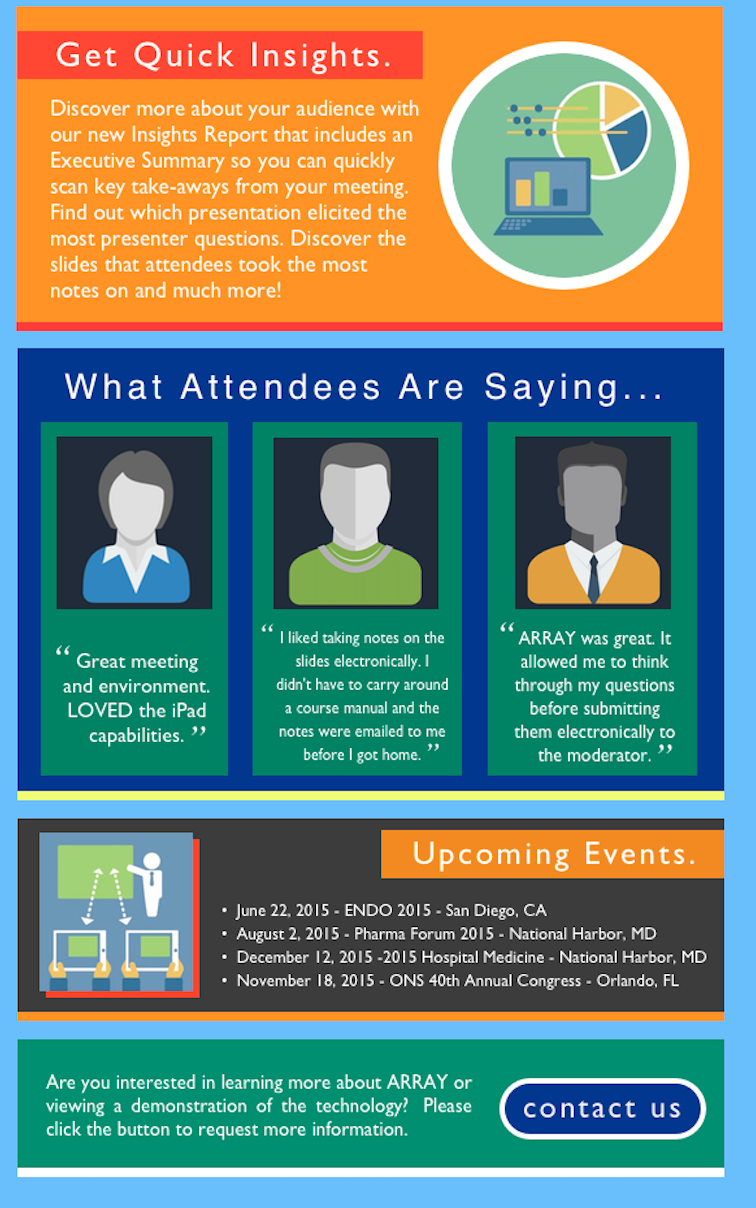 Get Quick Insights.
Discover more about your audience with
our new Insights Report that includes an
Executive Summary so you can quickly
scan key take-aways from your meeting.
Find out which presentation elicited the
most presenter questions. Discover the
slides that attendees took the most
notes on and much more!
What Attendees Are Saying...
“ Great meeting
and environment.
LOVED the iPad
capabilities. ”
“ I liked taking notes on the
slides electronically. I
didn't have to carry around
a course manual and the
notes were emailed to me
before I got home. ”
“ ARRAY was great. It
allowed me to think
through my questions
before submitting
them electronically to
the moderator. ”
Upcoming Events.
• June 22, 2015 - ENDO 2015 - San Diego, CA
• August 2, 2015 - Pharma Forum 2015 - National Harbor, MD
• December 12, 2015 -2015 Hospital Medicine - National Harbor, MD
• November 18, 2015 - ONS 40th Annual Congress - Orlando, FL
Are you interested in learning more about ARRAY or
viewing a demonstration of the technology? Please
click the button to request more information.
contact us